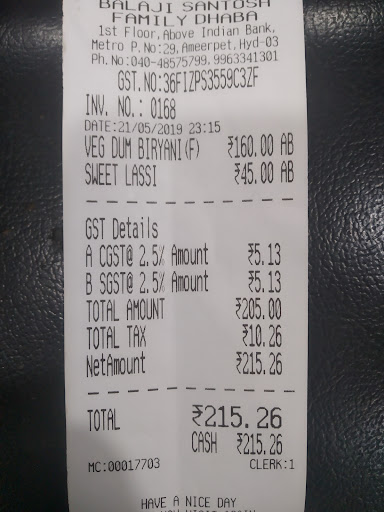 BALAJI SANTOSH
FAMILY DHABA
1st Floor,Above Indian Bank,
Metro P.No:29,Ameerpet,Hyd-03
Ph.No:040-48575799.9963341301
GST.NO:36FIZPS3559C3ZF
INV. NO.: 0168
DATE:21/05/2019 23:15
VEG DUM BIRYANI(F) ₹160.00 AB
SWEET LASSI ₹45.00 AB
GST Details
A CGST@ 2.5% Amount ₹5.13
B SGST@ 2.5% Amount ₹5.13
TOTAL AMOUNT ₹205.00
TOTAL TAX ₹10.26
NetAmount ₹215.26
TOTAL ₹215.26
CASH ₹215.26
MC:00017703 CLERK:1
HAVE A NICE DAY